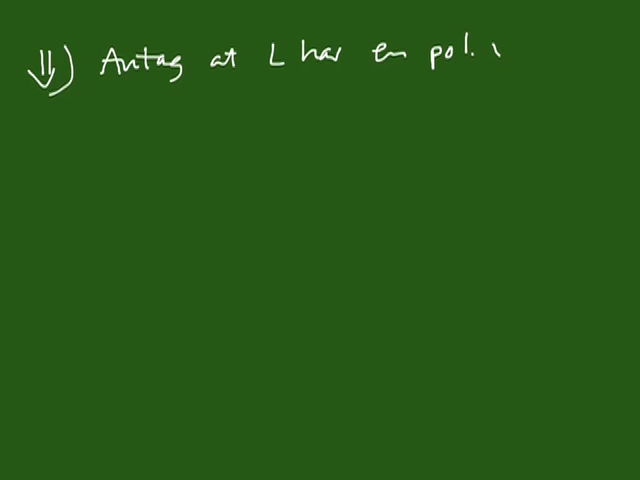 ⇓) Antag at L har en pol.